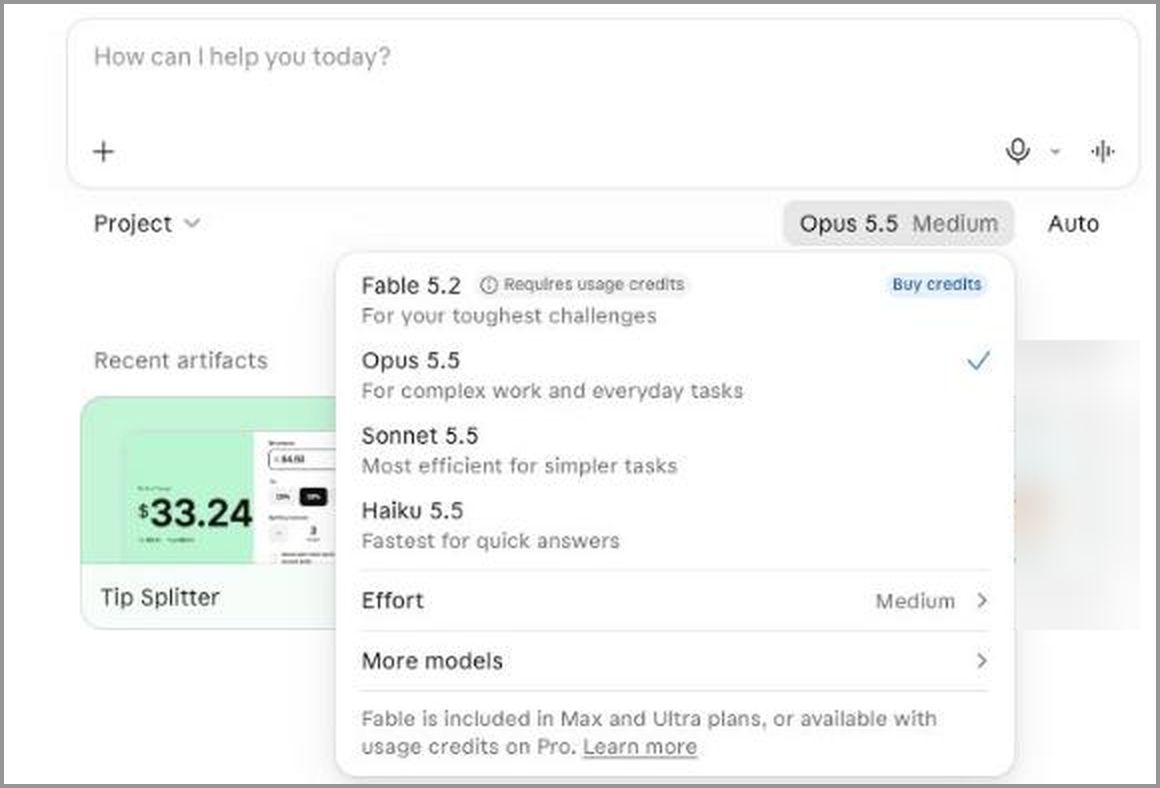 How can I help you today?
Project
Opus 5.5 Medium
Auto
Fable 5.2 Requires usage credits
Buy credits
For your toughest challenges
Recent artifacts
Opus 5.5
For complex work and everyday tasks
Sonnet 5.5
Most efficient for simpler tasks
Haiku 5.5
Fastest for quick answers
$33.24
3
Tip Splitter
Effort
Medium
More models
Fable is included in Max and Ultra plans, or available with
usage credits on Pro. Learn more